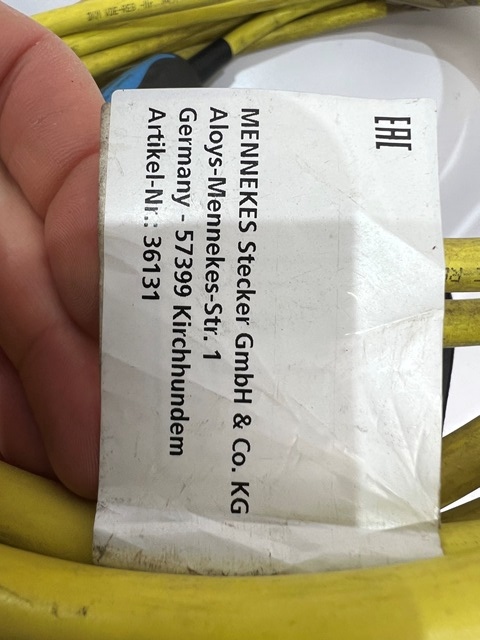 EAC
MENNEKES Stecker GmbH & Co. KG
Aloys-Mennekes-Str. 1
Germany - 57399 Kirchhundem
Artikel-Nr.: 36131